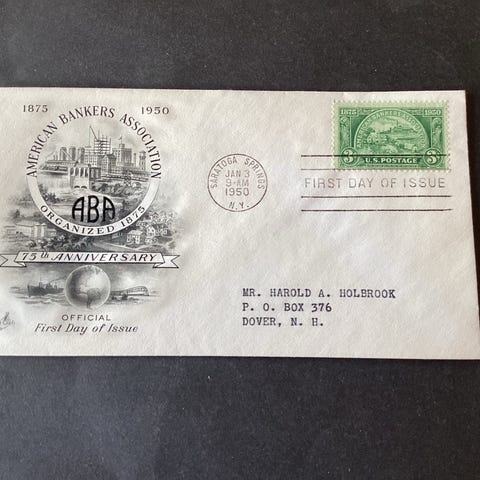 1875 1950
AMERICAN BANKERS ASSOCIATION
ABA
ORGANIZED 1875
75th ANNIVERSARY
OFFICIAL
First Day of Issue
SARATOGA SPRINGS
JAN 3
9-AM
1950
N.Y.
1875 1950
3¢ U.S. POSTAGE 3¢
FIRST DAY OF ISSUE
MR. HAROLD A. HOLBROOK
P. O. BOX 376
DOVER, N. H.